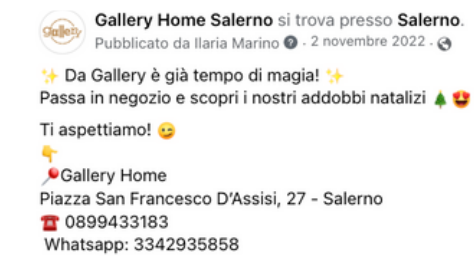 Gallery
Gallery Home Salerno si trova presso Salerno.
Pubblicato da Ilaria Marino ? · 2 novembre 2022 ·
✨ Da Gallery è già tempo di magia! ✨
Passa in negozio e scopri i nostri addobbi natalizi 🌲😍
Ti aspettiamo! 😉
👇
📍Gallery Home
Piazza San Francesco D'Assisi, 27 - Salerno
☎️ 0899433183
Whatsapp: 3342935858